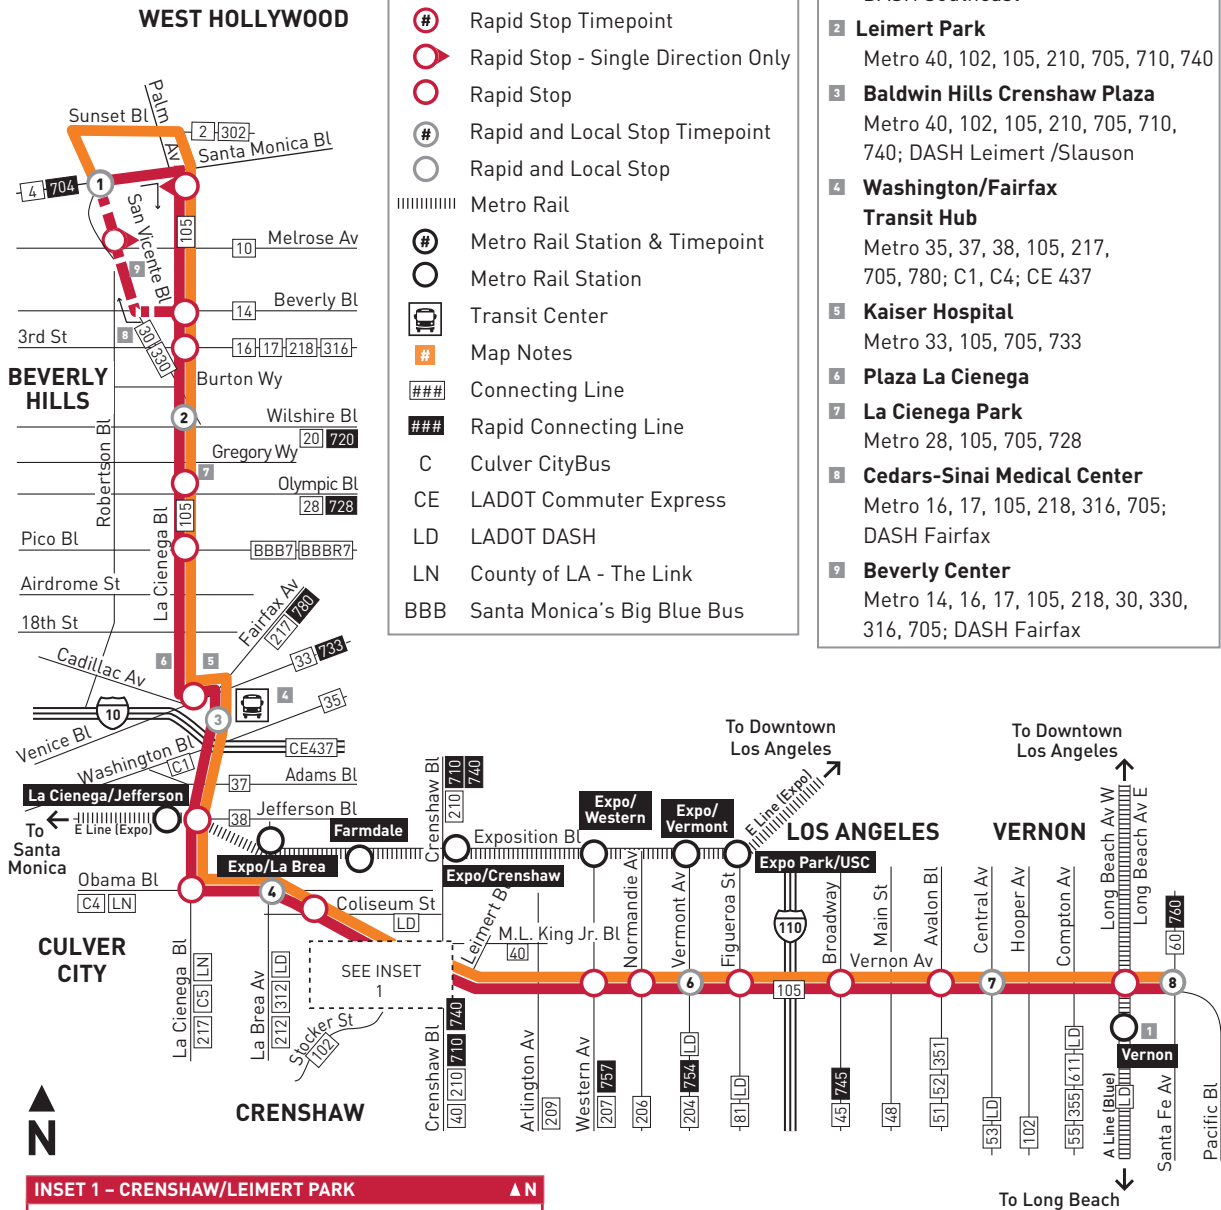 WEST HOLLYWOOD
Palm
Av
Sunset Bl
2
302
Santa Monica Bl
4
704
1
San Vicente Bl
105
10
Melrose Av
9
14
Beverly Bl
8
30
330
3rd St
16
17
218
316
BEVERLY
HILLS
Burton Wy
2
Wilshire Bl
20
720
Robertson Bl
Gregory Wy
7
Olympic Bl
28
728
105
La Cienega Bl
Pico Bl
BBB7
BBBR7
Airdrome St
18th St
Fairfax Av
217
780
6
5
33
733
Cadillac Av
4
35
10
3
Venice Bl
Washington Bl
C1
CE437
37
Adams Bl
La Cienega/Jefferson
38
Jefferson Bl
E Line (Expo)
To
Santa
Monica
Farmdale
Expo/La Brea
Crenshaw Bl
210
710
740
Exposition Bl
Expo/Crenshaw
Expo/
Western
Expo/
Vermont
E Line (Expo)
To Downtown
Los Angeles
Expo Park/USC
LOS ANGELES
VERNON
To Downtown
Los Angeles
Obama Bl
C4
LN
4
Coliseum St
LD
CULVER
CITY
La Cienega Bl
217
C5
LN
La Brea Av
212
312
LD
SEE INSET
1
Stocker St
102
Leimert Bl
M.L. King Jr. Bl
40
Crenshaw Bl
40
210
710
740
Arlington Av
209
Western Av
207
757
Normandie Av
206
Vermont Av
6
204
754
LD
Figueroa St
81
LD
110
105
Broadway
45
745
Main St
48
Vernon Av
Avalon Bl
51
52
351
Central Av
7
53
LD
Hooper Av
102
Compton Av
55
355
611
LD
Long Beach Av W
Long Beach Av E
60
760
8
1
Vernon
A Line (Blue)
LD
Santa Fe Av
Pacific Bl
To Long Beach
CRENSHAW
N
INSET 1 – CRENSHAW/LEIMERT PARK
N
# Rapid Stop Timepoint
Rapid Stop - Single Direction Only
Rapid Stop
# Rapid and Local Stop Timepoint
Rapid and Local Stop
Metro Rail
# Metro Rail Station & Timepoint
Metro Rail Station
Transit Center
# Map Notes
### Connecting Line
### Rapid Connecting Line
C Culver CityBus
CE LADOT Commuter Express
LD LADOT DASH
LN County of LA - The Link
BBB Santa Monica's Big Blue Bus
2 Leimert Park
Metro 40, 102, 105, 210, 705, 710, 740
3 Baldwin Hills Crenshaw Plaza
Metro 40, 102, 105, 210, 705, 710,
740; DASH Leimert /Slauson
4 Washington/Fairfax
Transit Hub
Metro 35, 37, 38, 105, 217,
705, 780; C1, C4; CE 437
5 Kaiser Hospital
Metro 33, 105, 705, 733
6 Plaza La Cienega
7 La Cienega Park
Metro 28, 105, 705, 728
8 Cedars-Sinai Medical Center
Metro 16, 17, 105, 218, 316, 705;
DASH Fairfax
9 Beverly Center
Metro 14, 16, 17, 105, 218, 30, 330,
316, 705; DASH Fairfax